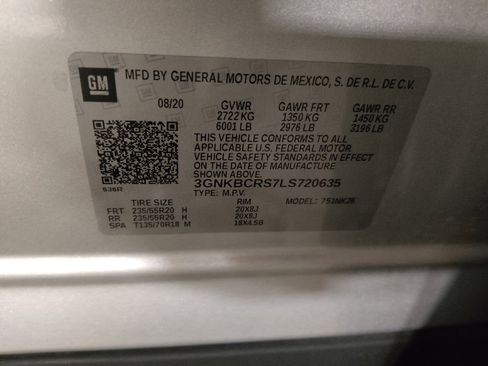 GM
MFD BY GENERAL MOTORS DE MEXICO, S. DE R.L. DE C.V.
08/20 GVWR GAWR FRT GAWR RR
2722 KG 1350 KG 1450 KG
6001 LB 2976 LB 3196 LB
THIS VEHICLE CONFORMS TO ALL
APPLICABLE U.S. FEDERAL MOTOR
VEHICLE SAFETY STANDARDS IN EFFECT ON
THE DATE OF MANUFACTURE SHOWN ABOVE.
3GNKBCRS7LS720635
636R TYPE: M.P.V.
TIRE SIZE RIM MODEL:
FRT 235/55R20 H 20X8J
RR 235/55R20 H 20X8J
SPA T135/70R18 M 18X4.5B